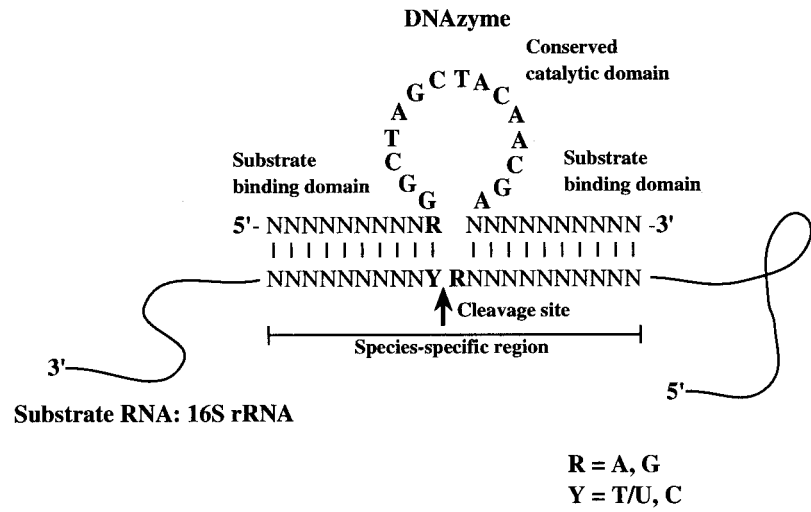 DNAzyme
Conserved
catalytic domain
G G C T A G C T A C A A C G A
Substrate
binding domain
Substrate
binding domain
5'- NNNNNNNNNR NNNNNNNNNN -3'
NNNNNNNNNY RNNNNNNNNNN
Cleavage site
Species-specific region
3'
5'
Substrate RNA: 16S rRNA
R = A, G
Y = T/U, C